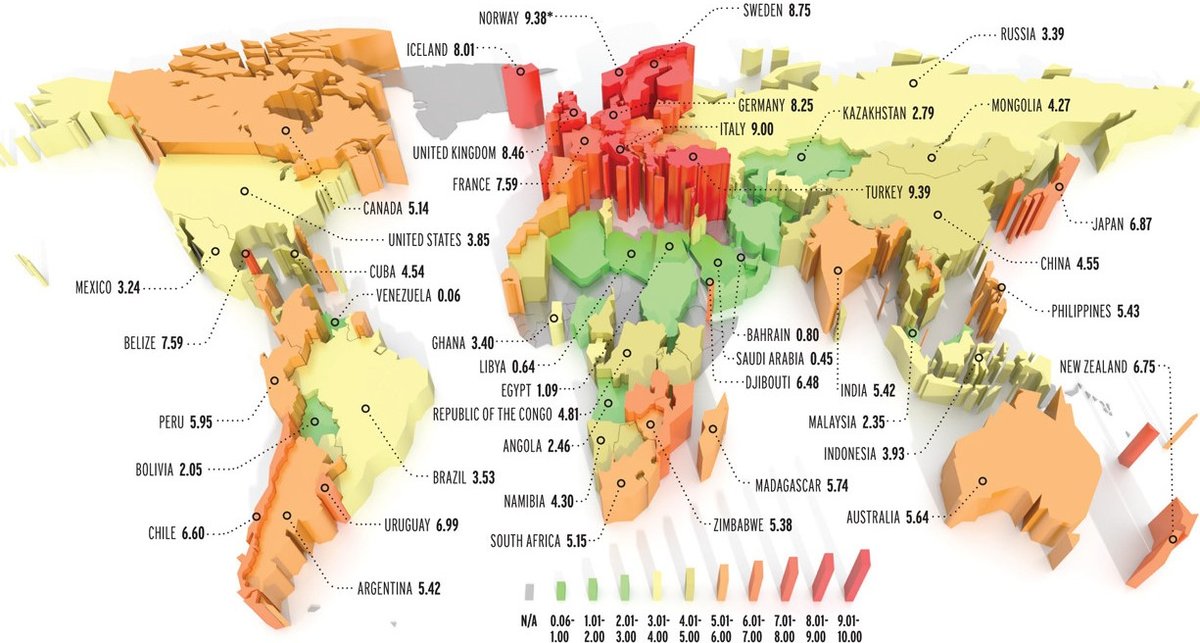 SWEDEN 8.75
NORWAY 9.38*
RUSSIA 3.39
ICELAND 8.01
GERMANY 8.25
KAZAKHSTAN 2.79
MONGOLIA 4.27
ITALY 9.00
UNITED KINGDOM 8.46
FRANCE 7.59
TURKEY 9.39
CANADA 5.14
JAPAN 6.87
UNITED STATES 3.85
CHINA 4.55
CUBA 4.54
MEXICO 3.24
VENEZUELA 0.06
PHILIPPINES 5.43
BELIZE 7.59
GHANA 3.40
BAHRAIN 0.80
LIBYA 0.64
SAUDI ARABIA 0.45
NEW ZEALAND 6.75
EGYPT 1.09
DJIBOUTI 6.48
INDIA 5.42
REPUBLIC OF THE CONGO 4.81
PERU 5.95
MALAYSIA 2.35
ANGOLA 2.46
INDONESIA 3.93
BOLIVIA 2.05
BRAZIL 3.53
MADAGASCAR 5.74
NAMIBIA 4.30
AUSTRALIA 5.64
CHILE 6.60
URUGUAY 6.99
ZIMBABWE 5.38
SOUTH AFRICA 5.15
ARGENTINA 5.42
N/A 0.06- 1.01- 2.01- 3.01- 4.01- 5.01- 6.01- 7.01- 8.01- 9.01-
1.00 2.00 3.00 4.00 5.00 6.00 7.00 8.00 9.00 10.00